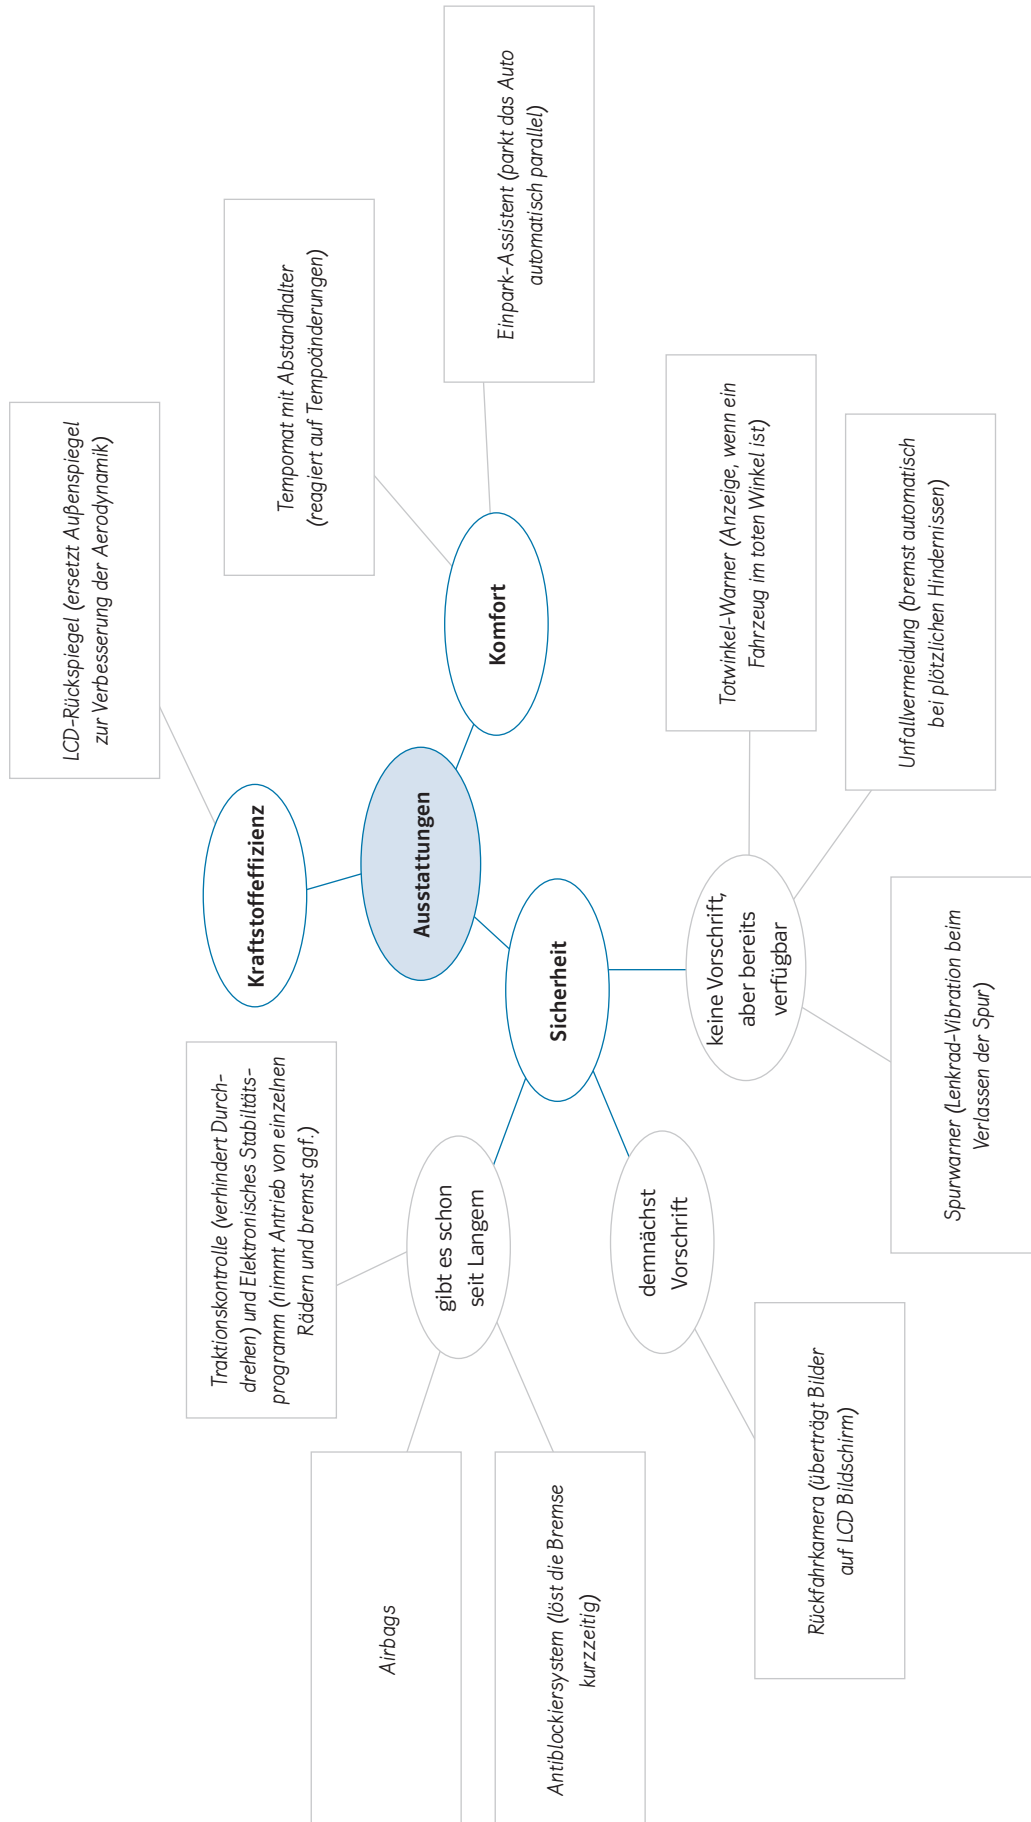 LCD-Rückspiegel (ersetzt Außenspiegel
zur Verbesserung der Aerodynamik)
Traktionskontrolle (verhindert Durch-
drehen) und Elektronisches Stabiltäts-
programm (nimmt Antrieb von einzelnen
Rädern und bremst ggf.)
Kraftstoffeffizienz
Tempomat mit Abstandhalter
(reagiert auf Tempoänderungen)
Airbags
gibt es schon
seit Langem
Ausstattungen
Komfort
Einpark-Assistent (parkt das Auto
automatisch parallel)
Antiblockiersystem (löst die Bremse
kurzzeitig)
Sicherheit
demnächst
Vorschrift
keine Vorschrift,
aber bereits
verfügbar
Totwinkel-Warner (Anzeige, wenn ein
Fahrzeug im toten Winkel ist)
Rückfahrkamera (überträgt Bilder
auf LCD Bildschirm)
Unfallvermeidung (bremst automatisch
bei plötzlichen Hindernissen)
Spurwarner (Lenkrad-Vibration beim
Verlassen der Spur)